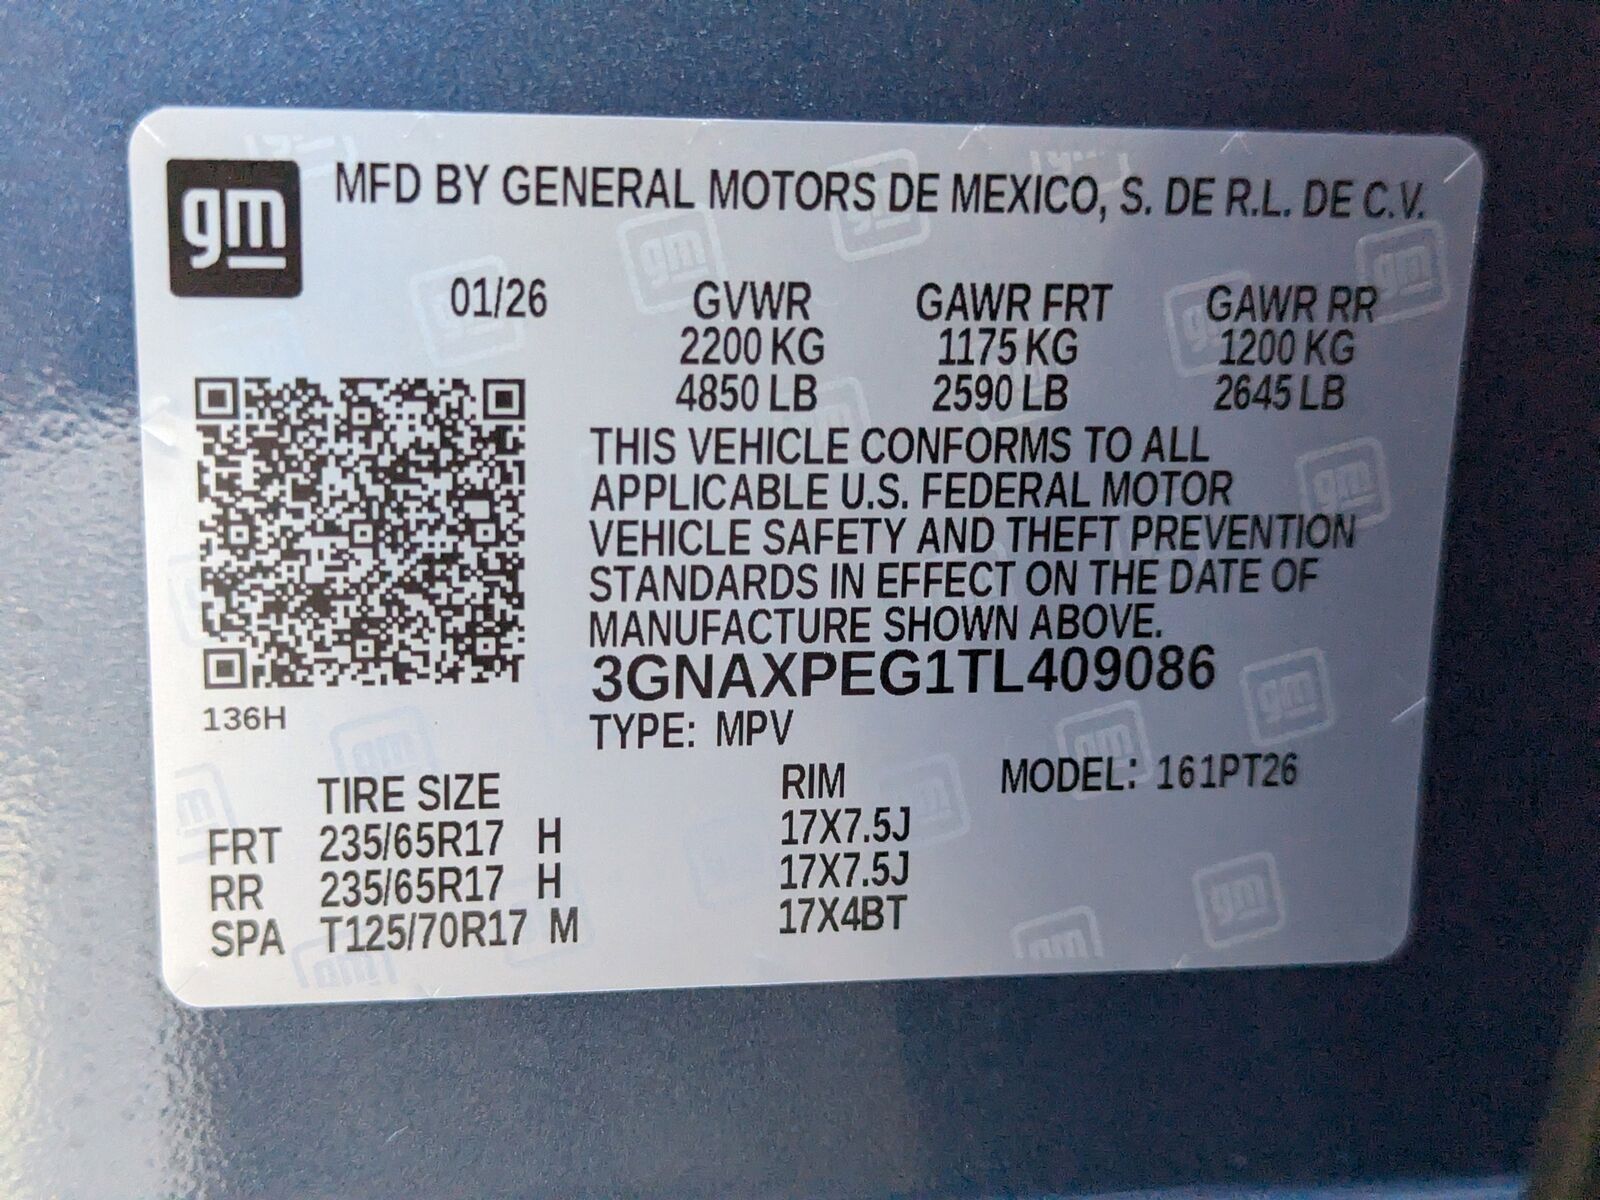 gm MFD BY GENERAL MOTORS DE MEXICO, S. DE R.L. DE C.V.
01/26 GVWR GAWR FRT GAWR RR
2200 KG 1175 KG 1200 KG
4850 LB 2590 LB 2645 LB
THIS VEHICLE CONFORMS TO ALL
APPLICABLE U.S. FEDERAL MOTOR
VEHICLE SAFETY AND THEFT PREVENTION
STANDARDS IN EFFECT ON THE DATE OF
MANUFACTURE SHOWN ABOVE.
3GNAXPEG1TL409086
136H
TYPE: MPV
TIRE SIZE RIM MODEL: 161PT26
FRT 235/65R17 H 17X7.5J
RR 235/65R17 H 17X7.5J
SPA T125/70R17 M 17X4BT